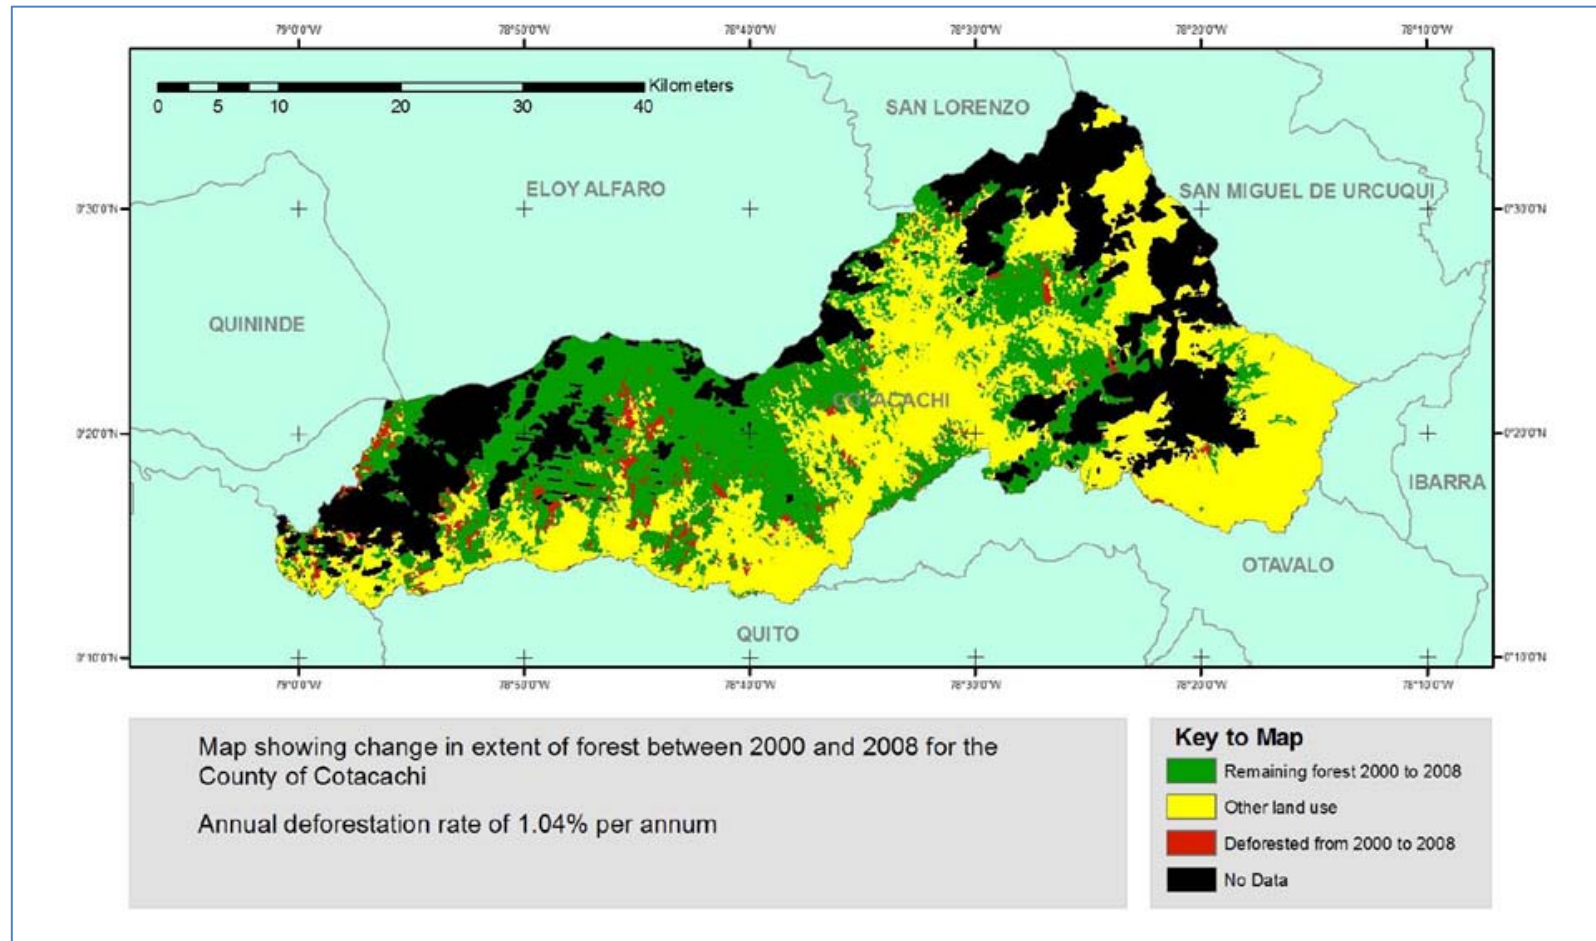 79°0'0"W 78°50'0"W 78°40'0"W 78°30'0"W 78°20'0"W 78°10'0"W
Kilometers
0 5 10 20 30 40
SAN LORENZO
ELOY ALFARO
SAN MIGUEL DE URCUQUI
0°30'0"N 0°30'0"N
QUININDE
COTACACHI
0°20'0"N 0°20'0"N
IBARRA
OTAVALO
QUITO
0°10'0"N 0°10'0"N
79°0'0"W 78°50'0"W 78°40'0"W 78°30'0"W 78°20'0"W 78°10'0"W
Map showing change in extent of forest between 2000 and 2008 for the
County of Cotacachi
Annual deforestation rate of 1.04% per annum
Key to Map
Remaining forest 2000 to 2008
Other land use
Deforested from 2000 to 2008
No Data